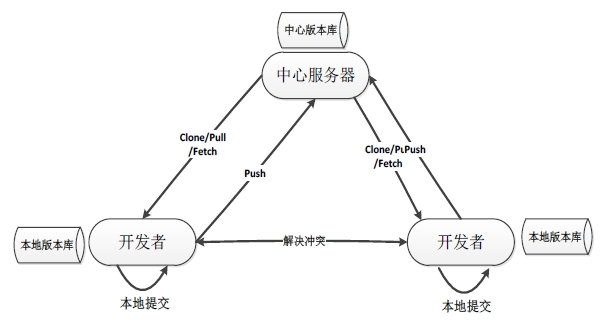 中心版本库
中心服务器
Clone/Pull
/Fetch
Clone/Pu
Push
/Fetch
Push
本地版本库
开发者
解决冲突
开发者
本地版本库
本地提交
本地提交